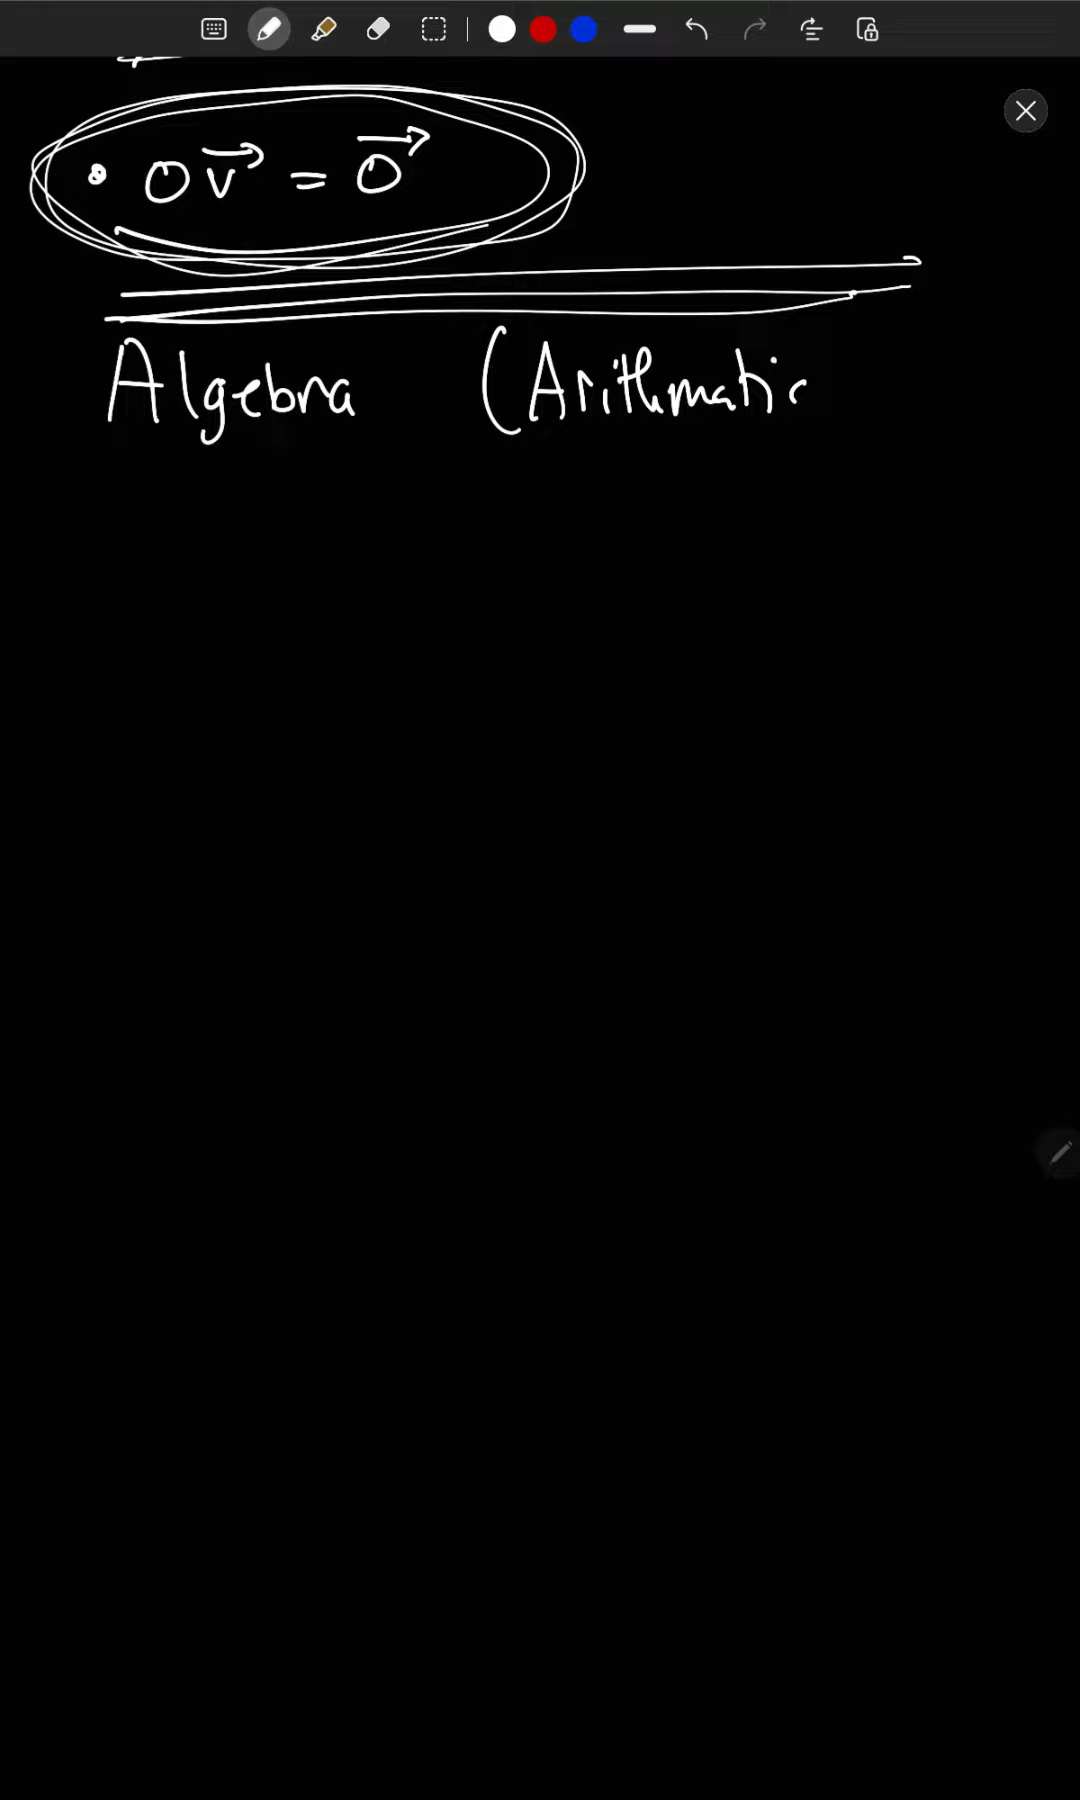 • 0v⃗ = 0⃗
Algebra (Arithmatic